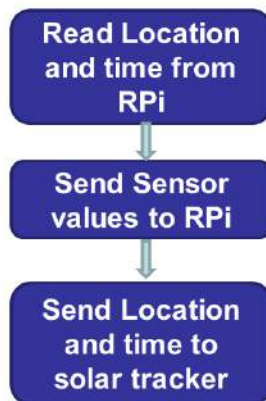 Read Location
and time from
RPi
Send Sensor
values to RPi
Send Location
and time to
solar tracker